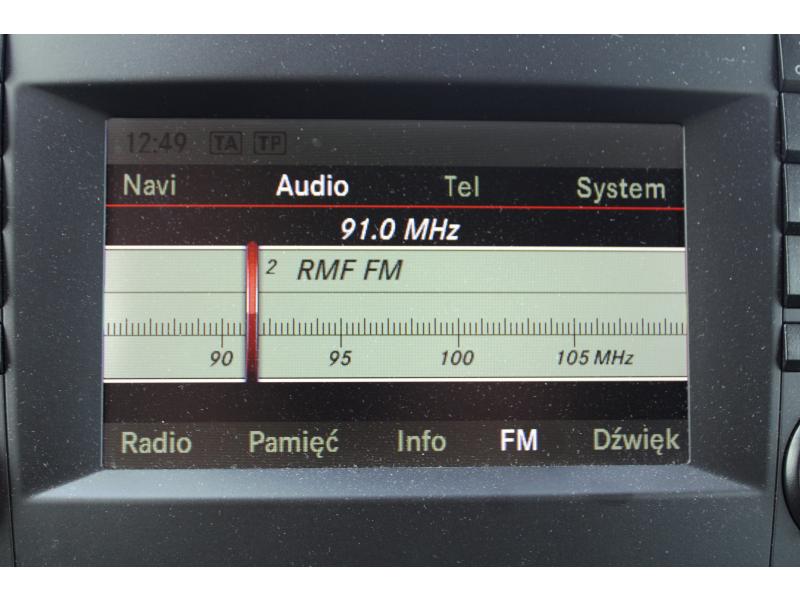 12:49 TA TP
Navi Audio Tel System
91.0 MHz
2 RMF FM
90 95 100 105 MHz
Radio Pamięć Info FM Dźwięk